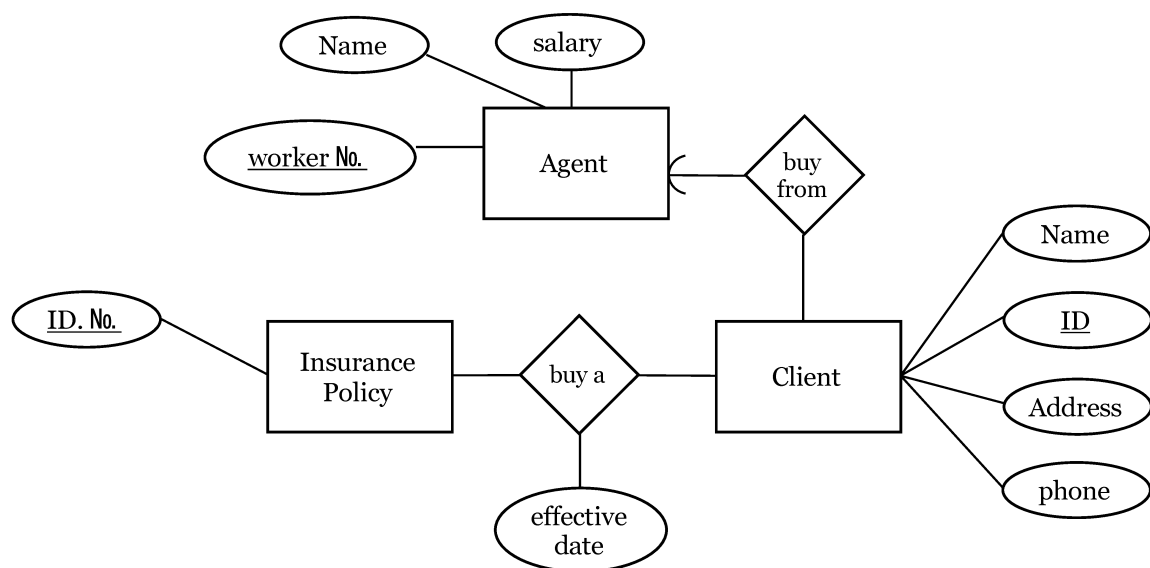 Name
salary
worker No.
Agent
buy
from
Name
ID. No.
Insurance
Policy
buy a
Client
ID
Address
phone
effective
date